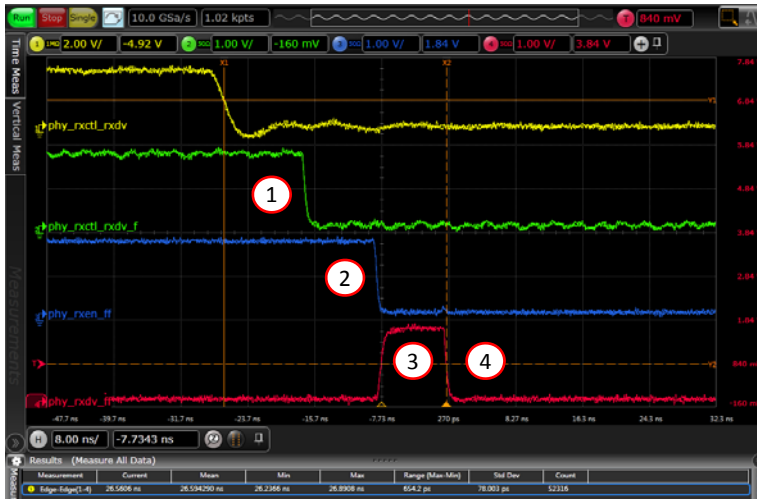 Run Stop Single 10.0 GSa/s 1.02 kpts T 840 mV
1 1MΩ 2.00 V/ -4.92 V 2 50Ω 1.00 V/ -160 mV 3 50Ω 1.00 V/ 1.84 V 4 50Ω 1.00 V/ 3.84 V
Time Meas
Vertical Meas
Measurements
X1 X2
7.84
6.84
Y1
phy_rxctl_rxdv
5.84
4.84
1
phy_rxctl_rxdv_f
3.84
2.84
2
phy_rxen_ff
1.84
3 4
T
Y2
840 m
phy_rxdv_ff
-160 m
-47.7 ns -39.7 ns -31.7 ns -23.7 ns -15.7 ns -7.73 ns 270 ps 8.27 ns 16.3 ns 24.3 ns 32.3 ns
H 8.00 ns/ -7.7343 ns
Results (Measure All Data)
Measurement Current Mean Min Max Range (Max-Min) Std Dev Count
Edge-Edge(1-4) 26.5606 ns 26.594290 ns 26.2366 ns 26.8908 ns 654.2 ps 78.003 ps 52316